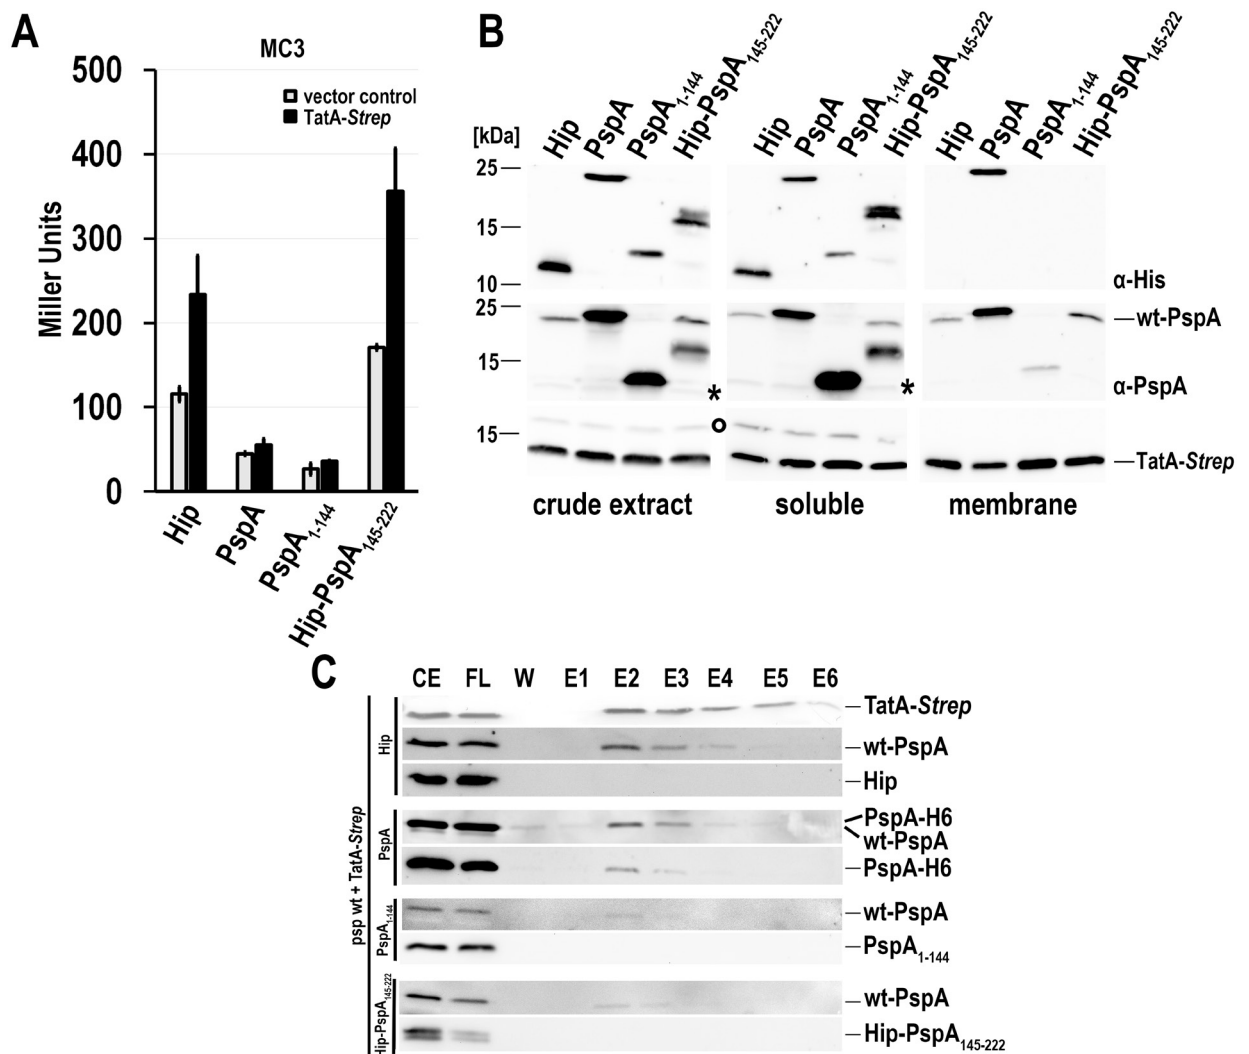 A
MC3
500
400
300
200
100
0
Miller Units
vector control
TatA-Strep
Hip
PspA
PspA1-144
Hip-PspA145-222
B
[kDa]
Hip
PspA
PspA1-144
Hip-PspA145-222
Hip
PspA
PspA1-144
Hip-PspA145-222
Hip
PspA
PspA1-144
Hip-PspA145-222
25
15
10
α-His
25
wt-PspA
15
*
*
α-PspA
15
TatA-Strep
crude extract
soluble
membrane
C
CE FL W E1 E2 E3 E4 E5 E6
psp wt + TatA-Strep
Hip
TatA-Strep
wt-PspA
Hip
PspA
PspA-H6
wt-PspA
PspA-H6
PspA1-144
wt-PspA
PspA1-144
Hip-PspA145-222
wt-PspA
Hip-PspA145-222